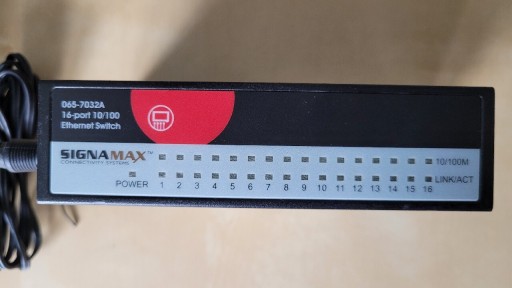 065-7032A
16-port 10/100
Ethernet Switch
SIGNAMAX™
CONNECTIVITY SYSTEMS
10/100M
POWER 1 2 3 4 5 6 7 8 9 10 11 12 13 14 15 16 LINK/ACT